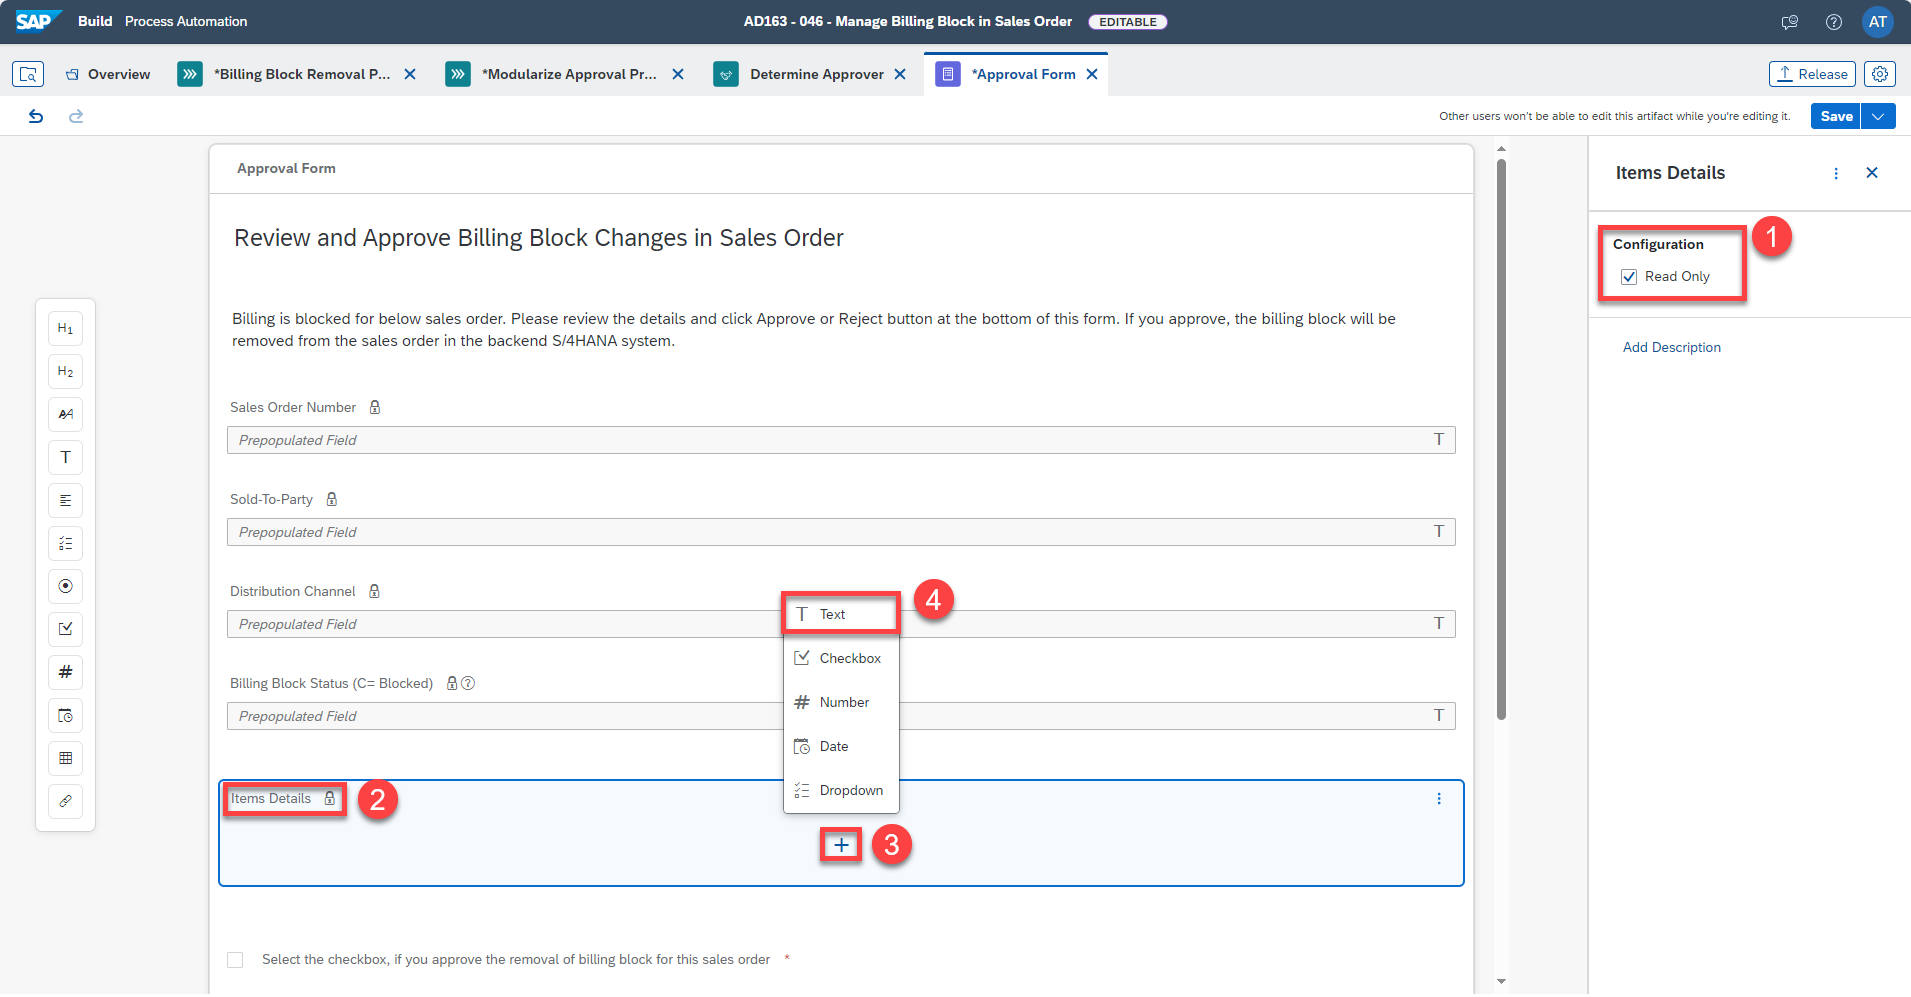 SAP Build Process Automation
AD163 - 046 - Manage Billing Block in Sales Order EDITABLE
AT
Overview
*Billing Block Removal P...
*Modularize Approval Pr...
Determine Approver
*Approval Form
Release
Other users won't be able to edit this artifact while you're editing it.
Save
Approval Form
Review and Approve Billing Block Changes in Sales Order
Billing is blocked for below sales order. Please review the details and click Approve or Reject button at the bottom of this form. If you approve, the billing block will be
removed from the sales order in the backend S/4HANA system.
H1
H2
T
#
Sales Order Number
Prepopulated Field T
Sold-To-Party
Prepopulated Field T
Distribution Channel
Prepopulated Field T
Billing Block Status (C= Blocked)
Prepopulated Field T
T Text
4
Checkbox
# Number
Date
Dropdown
Items Details
2
+
3
Select the checkbox, if you approve the removal of billing block for this sales order *
Items Details
Configuration
1
Read Only
Add Description